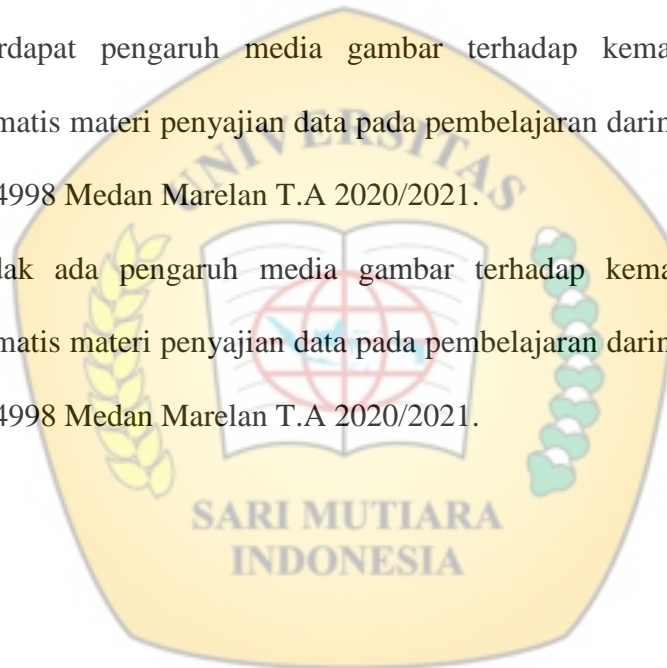 rdapat pengaruh media gambar terhadap kema
matis materi penyajian data pada pembelajaran darin
4998 Medan Marelan T.A 2020/2021.
dak ada pengaruh media gambar terhadap kema
matis materi penyajian data pada pembelajaran darin
4998 Medan Marelan T.A 2020/2021.
UNIVERSITAS
SARI MUTIARA
INDONESIA